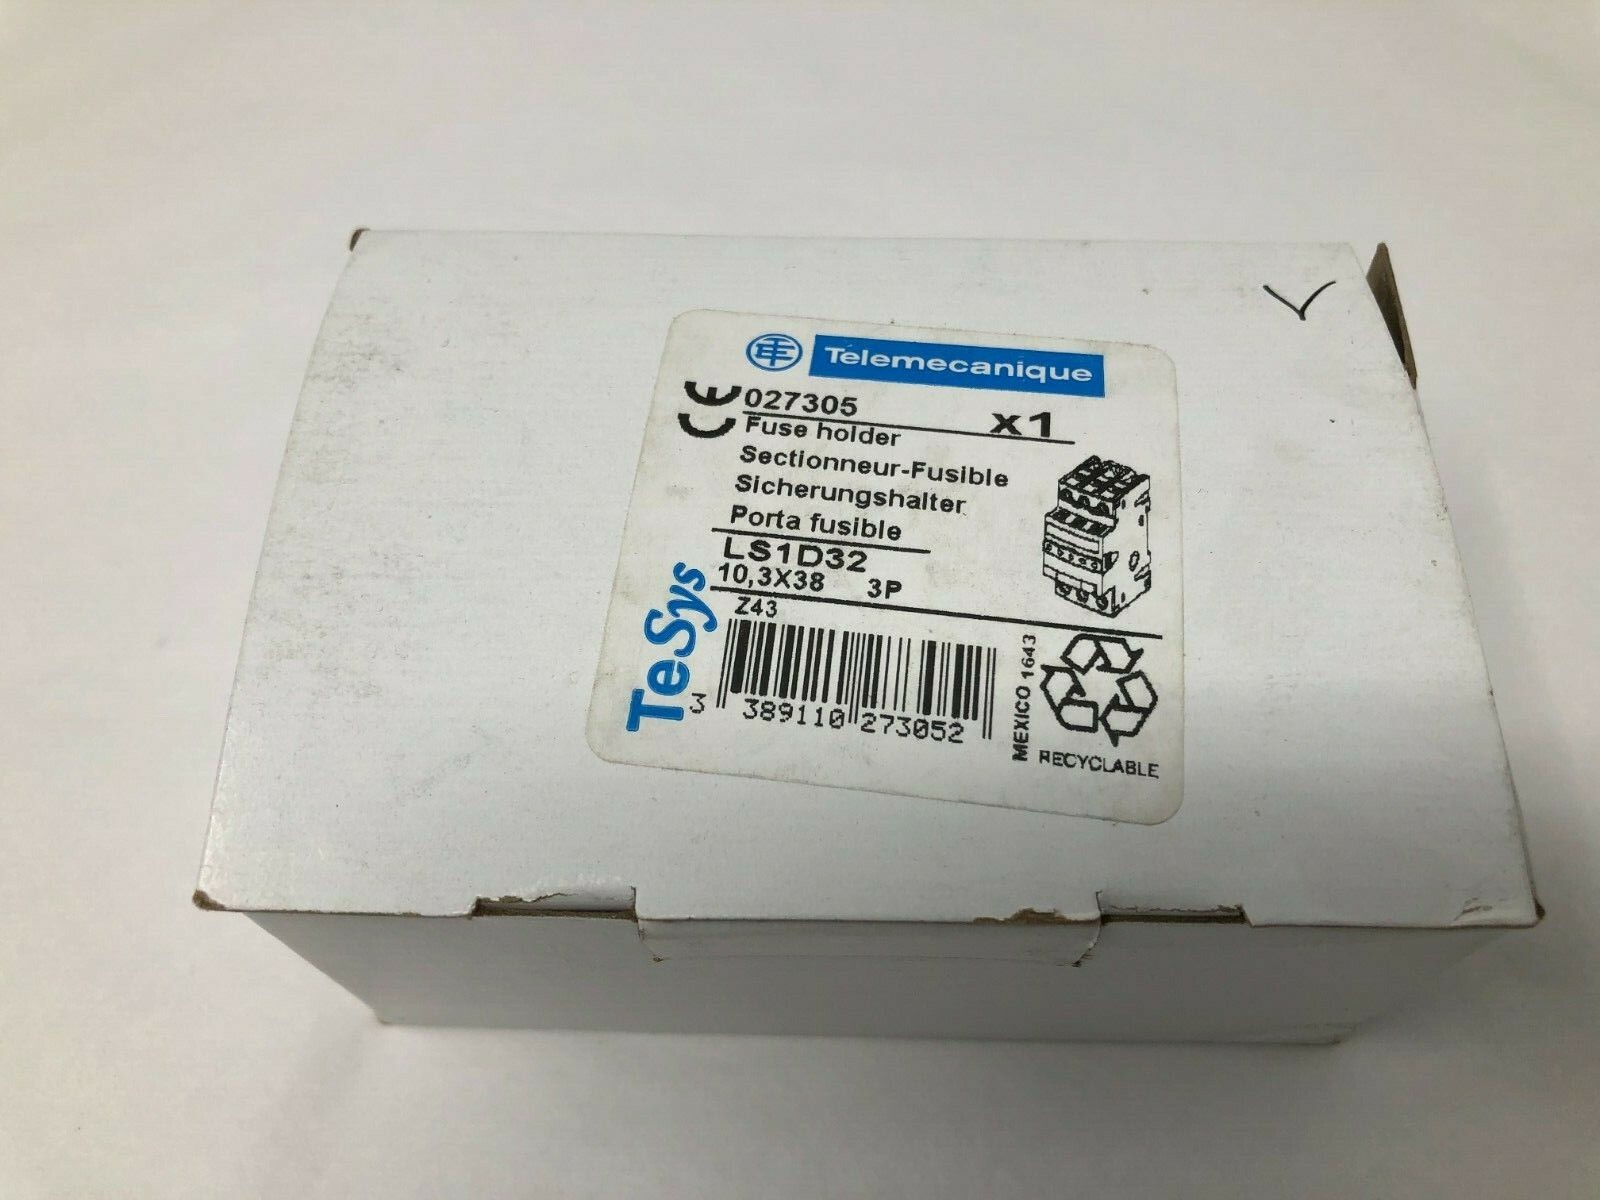 Telemecanique
CE 027305 x1
Fuse holder
Sectionneur-Fusible
Sicherungshalter
Porta fusible
LS1D32
10,3X38 3P
Z43
TeSys
3 389110 273052
MEXICO 1643
RECYCLABLE